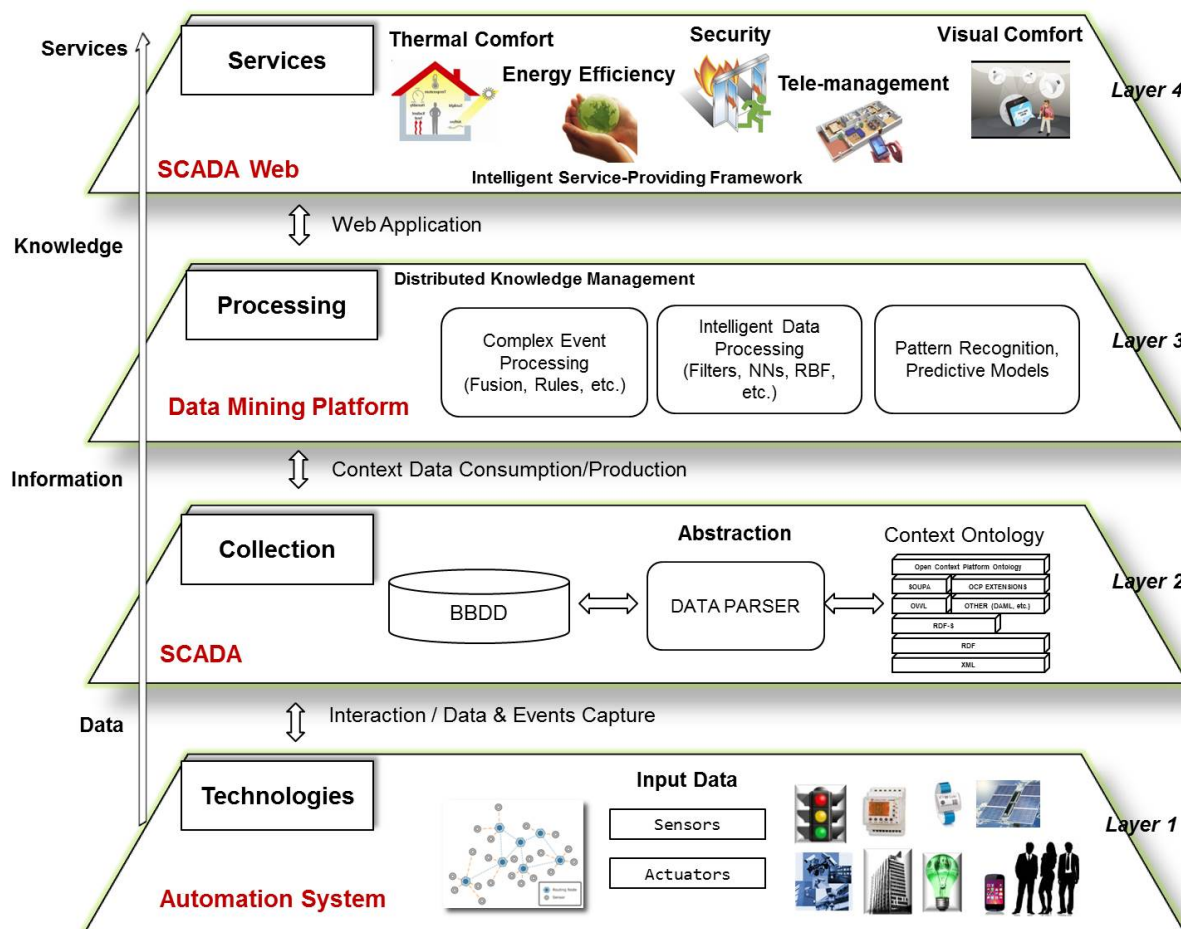 Services
Services
Thermal Comfort
Energy Efficiency
Security
Tele-management
Visual Comfort
Layer 4
SCADA Web
Intelligent Service-Providing Framework
Web Application
Knowledge
Processing
Distributed Knowledge Management
Complex Event
Processing
(Fusion, Rules, etc.)
Intelligent Data
Processing
(Filters, NNs, RBF,
etc.)
Pattern Recognition,
Predictive Models
Layer 3
Data Mining Platform
Context Data Consumption/Production
Information
Collection
Abstraction
Context Ontology
BBDD
DATA PARSER
Open Context Platform Ontology
SOUPA
OCP EXTENSIONS
OWL
OTHER (DAML, etc.)
RDF-S
RDF
XML
Layer 2
SCADA
Interaction / Data & Events Capture
Data
Technologies
Input Data
Sensors
Actuators
Routing Node
Sensor
Layer 1
Automation System